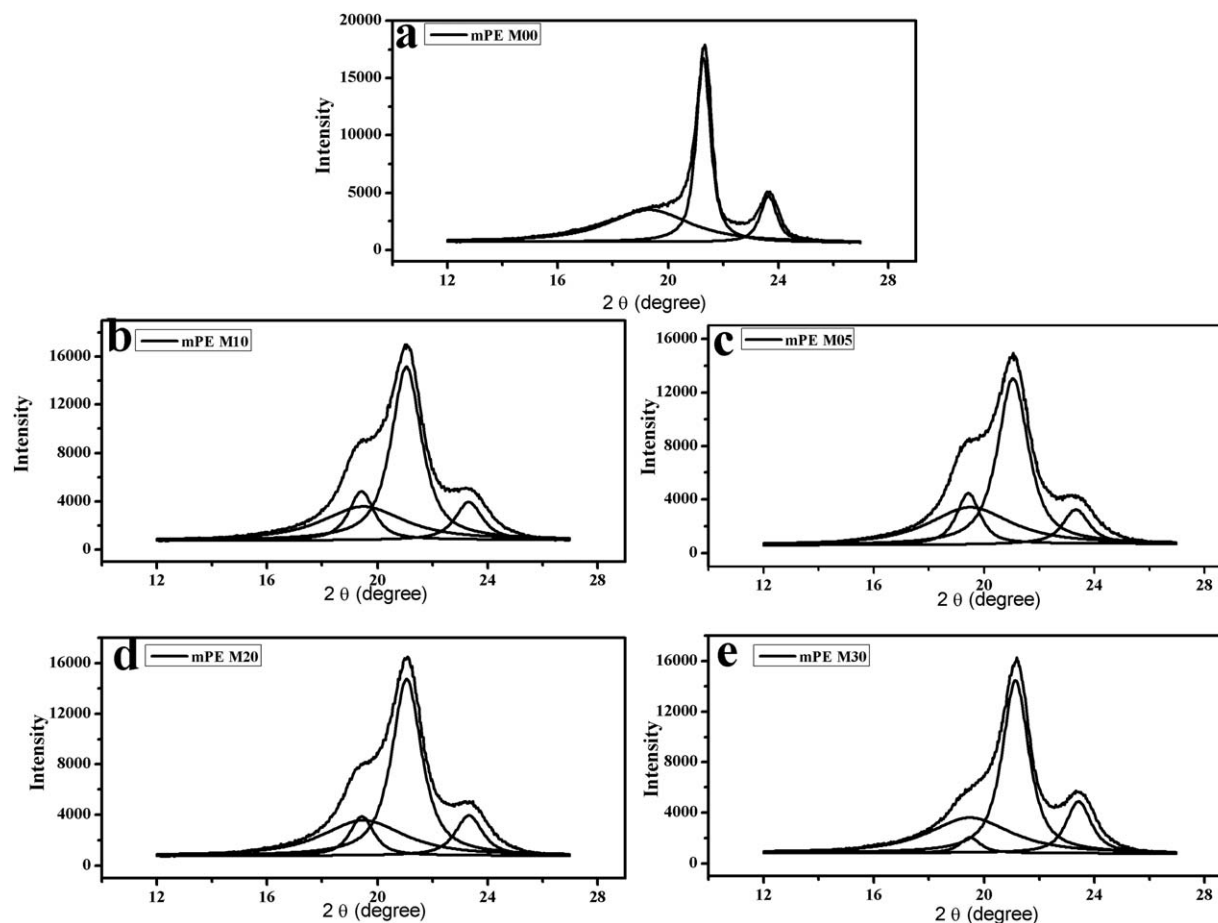 a
mPE M00
20000
15000
10000
5000
0
Intensity
12 16 20 24 28
2 θ (degree)
b
mPE M10
16000
12000
8000
4000
0
Intensity
12 16 20 24 28
2 θ (degree)
c
mPE M05
16000
12000
8000
4000
0
Intensity
12 16 20 24 28
2 θ (degree)
d
mPE M20
16000
12000
8000
4000
0
Intensity
12 16 20 24 28
2 θ (degree)
e
mPE M30
16000
12000
8000
4000
0
Intensity
12 16 20 24 28
2 θ (degree)